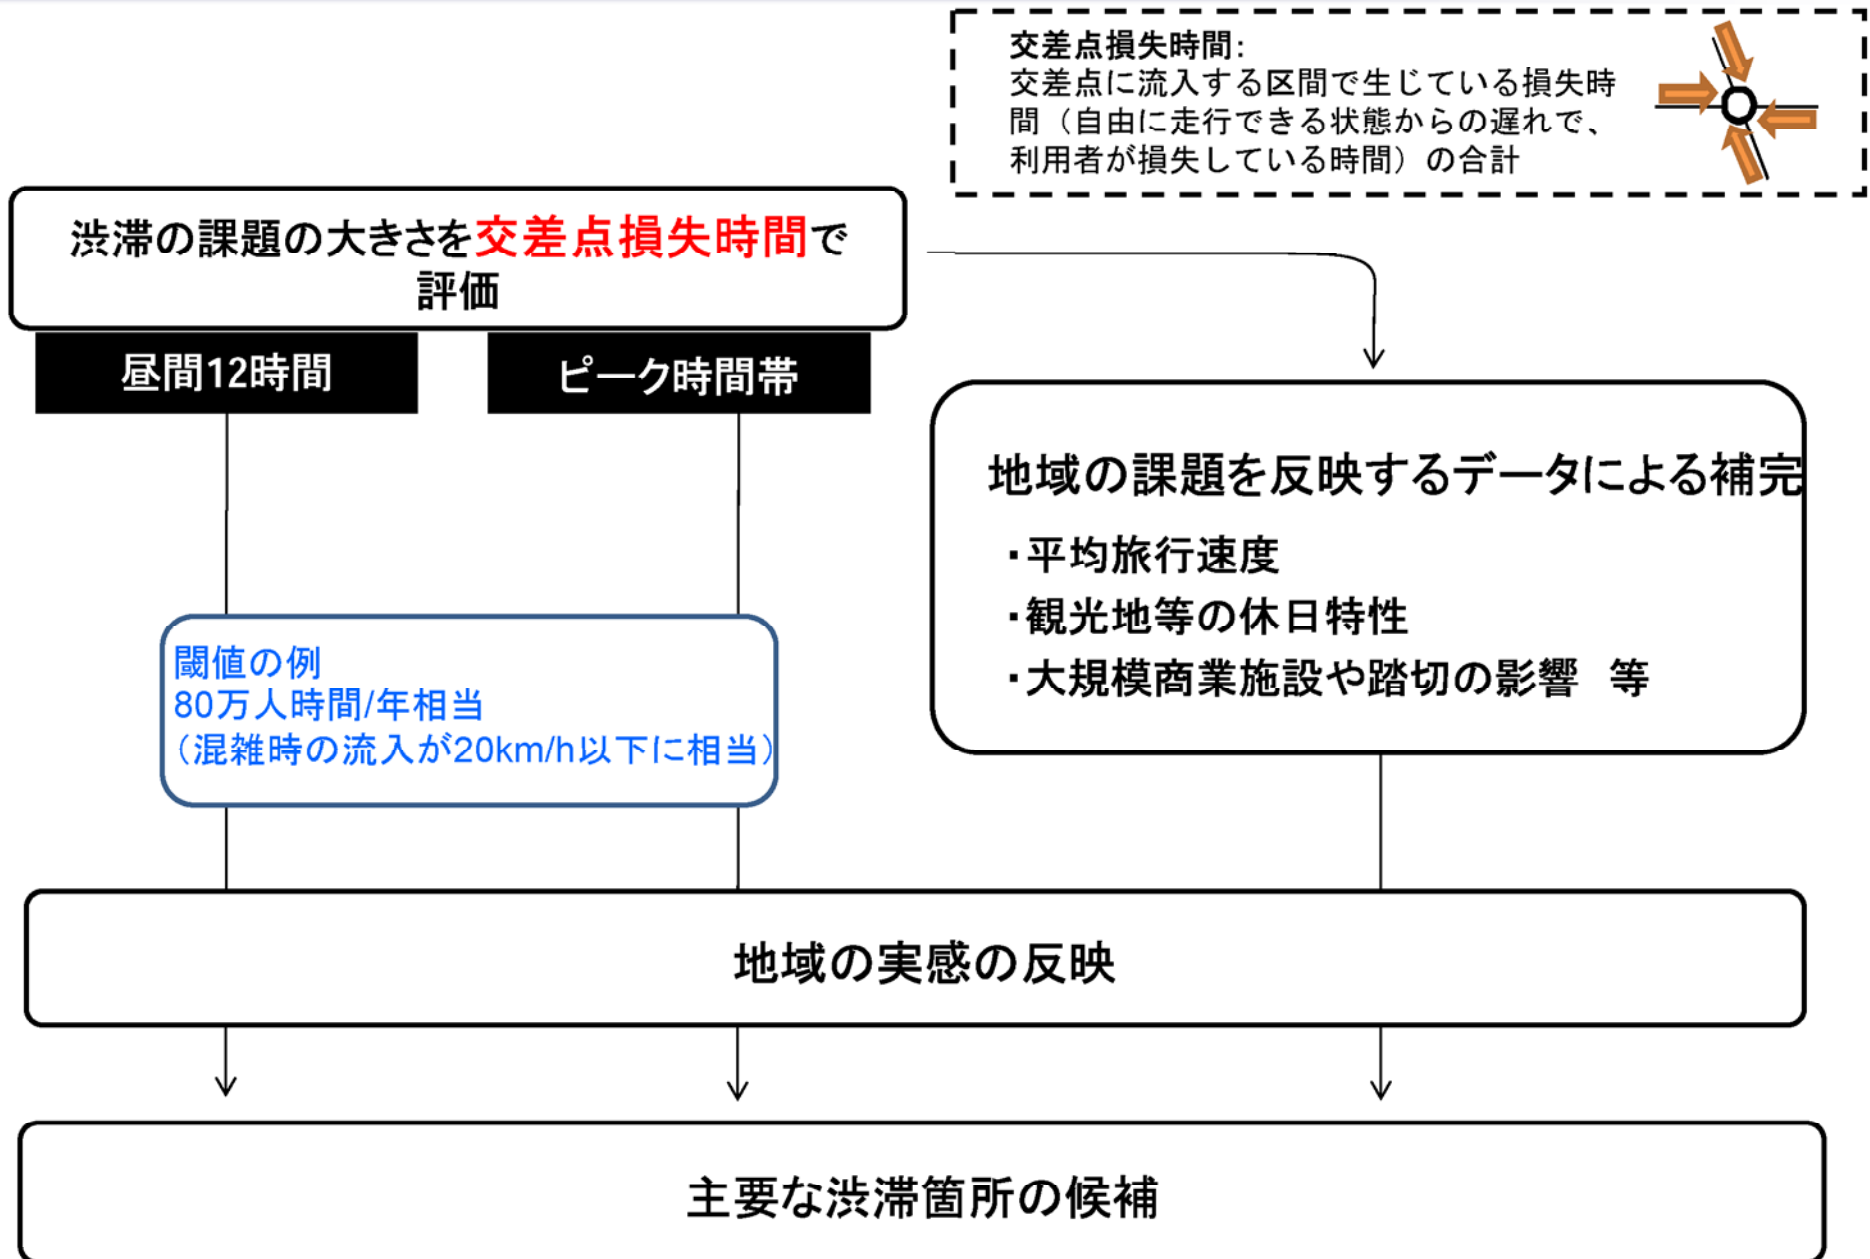 交差点損失時間：
交差点に流入する区間で生じている損失時
間（自由に走行できる状態からの遅れで、
利用者が損失している時間）の合計
渋滞の課題の大きさを交差点損失時間で
評価
昼間12時間
ピーク時間帯
地域の課題を反映するデータによる補完
・平均旅行速度
・観光地等の休日特性
・大規模商業施設や踏切の影響　等
閾値の例
80万人時間/年相当
（混雑時の流入が20km/h以下に相当）
地域の実感の反映
主要な渋滞箇所の候補